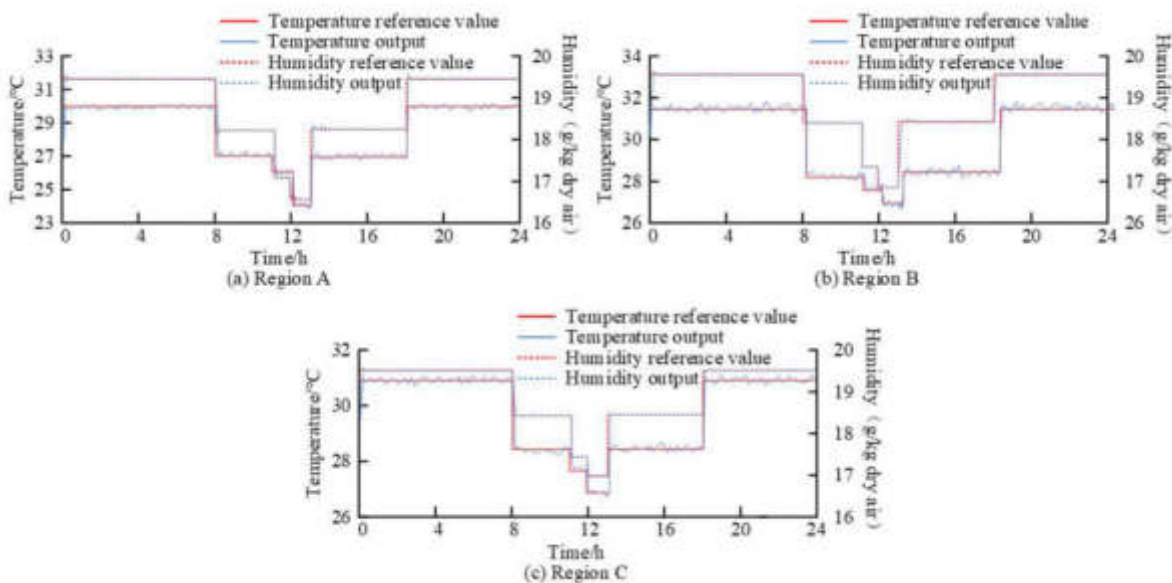 Temperature reference value
Temperature output
Humidity reference value
Humidity output
Temperature/°C
33
31
29
27
25
23
20
19
18
17
16
Humidity（g/kg dry air）
0 4 8 12 16 20 24
Time/h
(a) Region A
Temperature reference value
Temperature output
Humidity reference value
Humidity output
Temperature/°C
34
32
30
28
26
20
19
18
17
16
Humidity（g/kg dry air）
0 4 8 12 16 20 24
Time/h
(b) Region B
Temperature reference value
Temperature output
Humidity reference value
Humidity output
Temperature/°C
32
30
28
26
20
19
18
17
16
Humidity（g/kg dry air）
0 4 8 12 16 20 24
Time/h
(c) Region C